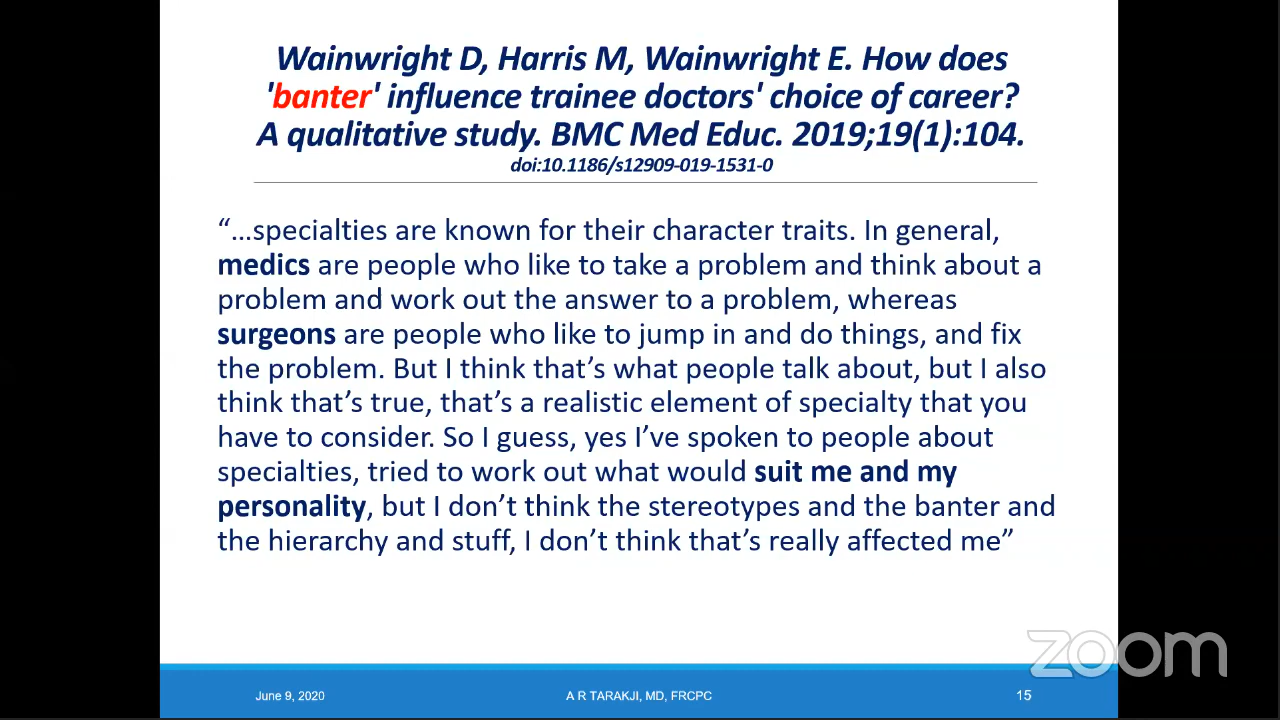 Wainwright D, Harris M, Wainwright E. How does
'banter' influence trainee doctors' choice of career?
A qualitative study. BMC Med Educ. 2019;19(1):104.
doi:10.1186/s12909-019-1531-0
“…specialties are known for their character traits. In general,
medics are people who like to take a problem and think about a
problem and work out the answer to a problem, whereas
surgeons are people who like to jump in and do things, and fix
the problem. But I think that’s what people talk about, but I also
think that’s true, that’s a realistic element of specialty that you
have to consider. So I guess, yes I’ve spoken to people about
specialties, tried to work out what would suit me and my
personality, but I don’t think the stereotypes and the banter and
the hierarchy and stuff, I don’t think that’s really affected me”
zoom
June 9, 2020
A R TARAKJI, MD, FRCPC
15